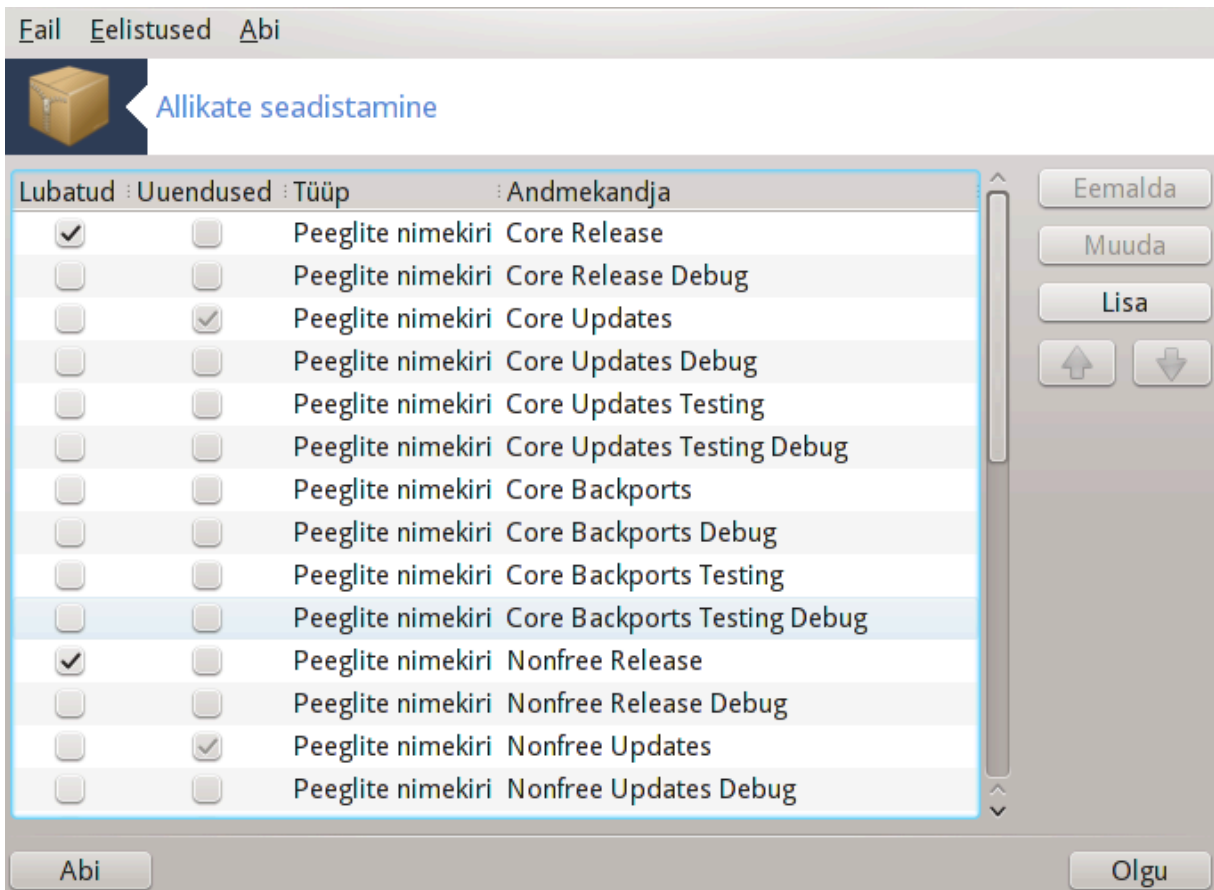 Fail Eelistused Abi
Allikate seadistamine
Lubatud Uuendused Tüüp Andmekandja
Peeglite nimekiri Core Release
Peeglite nimekiri Core Release Debug
Peeglite nimekiri Core Updates
Peeglite nimekiri Core Updates Debug
Peeglite nimekiri Core Updates Testing
Peeglite nimekiri Core Updates Testing Debug
Peeglite nimekiri Core Backports
Peeglite nimekiri Core Backports Debug
Peeglite nimekiri Core Backports Testing
Peeglite nimekiri Core Backports Testing Debug
Peeglite nimekiri Nonfree Release
Peeglite nimekiri Nonfree Release Debug
Peeglite nimekiri Nonfree Updates
Peeglite nimekiri Nonfree Updates Debug
Eemalda
Muuda
Lisa
Abi
Olgu